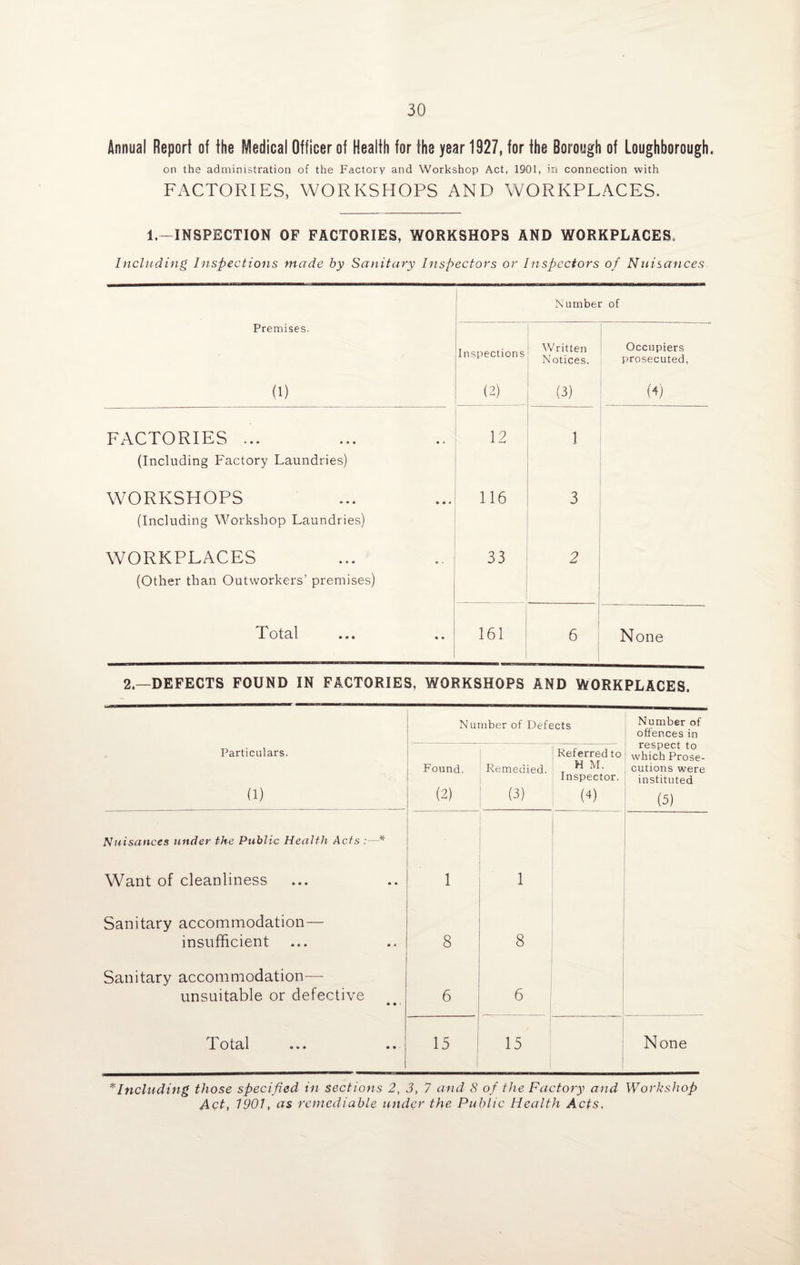 30
Annual Report of the Medical Officer of Health for the year 1927, for the Borough of Loughborough.
on the administration of the Factory and Workshop Act, 1901, in connection with
FACTORIES, WORKSHOPS AND WORKPLACES.
1.—INSPECTION OF FACTORIES, WORKSHOPS AND WORKPLACES.
Including Inspections made by Sanitary Inspectors or Inspectors of Nuisances
Number of
Premises. Inspections Written Notices. Occupiers prosecuted,
(1) (2) (3) (4)
FACTORIES ... ... .. 12 1
(Including Factory Laundries)
WORKSHOPS ... ... 116 3
(Including Workshop Laundries)
WORKPLACES ... .. 33 2
(Other than Outworkers' premises)
Total ... .. 161 6 None
2.—DEFECTS FOUND IN FACTORIES, WORKSHOPS AND WORKPLACES.
Number of Defects Number of offences in respect to which Prosecutions were instituted
Particulars. Found. Remedied. Referred to H M. Inspector.
(1) (2) (3) (4) (5)
Nuisances under the Public Health Acts :—*
Want of cleanliness ... .. 1 1
Sanitary accommodation—
insufficient ... .. 8 8
Sanitary accommodation—
unsuitable or defective ... 6 6
Total ... .. 15 15 None
*Including those specified in sections 2, 3, 7 and 8 of the Factory and Workshop
Act, 1901, as remediable under the Public Health Acts.